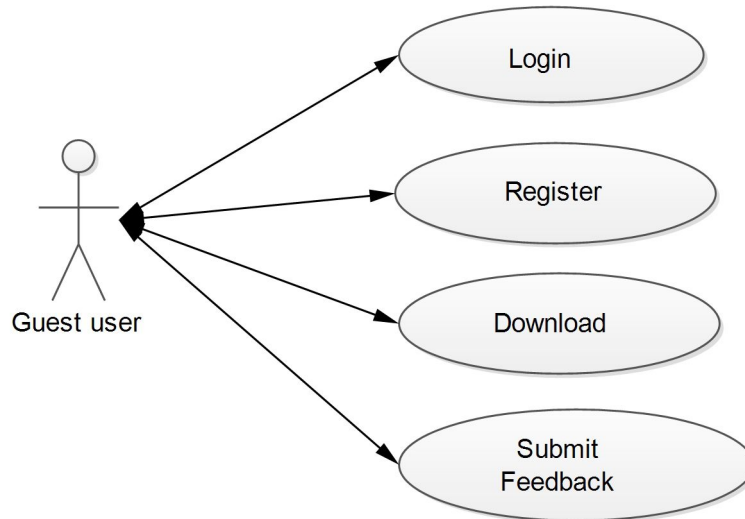 Login
Register
Guest user
Download
Submit
Feedback